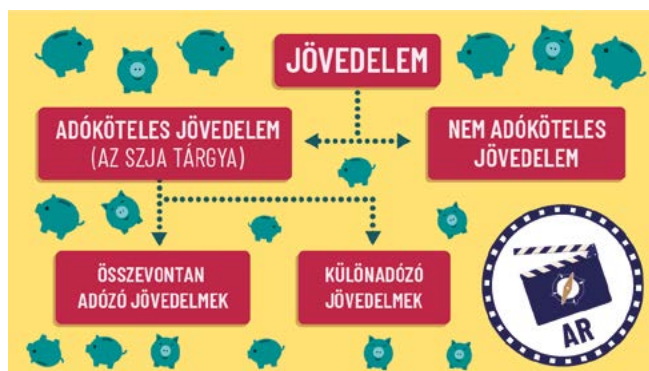 JÖVEDELEM
ADÓKÖTELES JÖVEDELEM
(AZ SZJA TÁRGYA)
NEM ADÓKÖTELES
JÖVEDELEM
ÖSSZEVONTAN
ADÓZÓ JÖVEDELMEK
KÜLÖNADÓZÓ
JÖVEDELMEK
AR